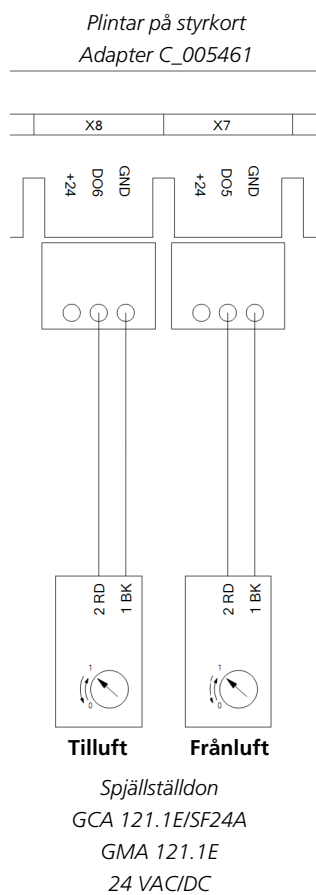 Plintar på styrkort
Adapter C_005461
X8 X7
+24 DO6 GND +24 DO5 GND
2 RD 1 BK 2 RD 1 BK
1 1
0 0
Tilluft Frånluft
Spjällställdon
GCA 121.1E/SF24A
GMA 121.1E
24 VAC/DC